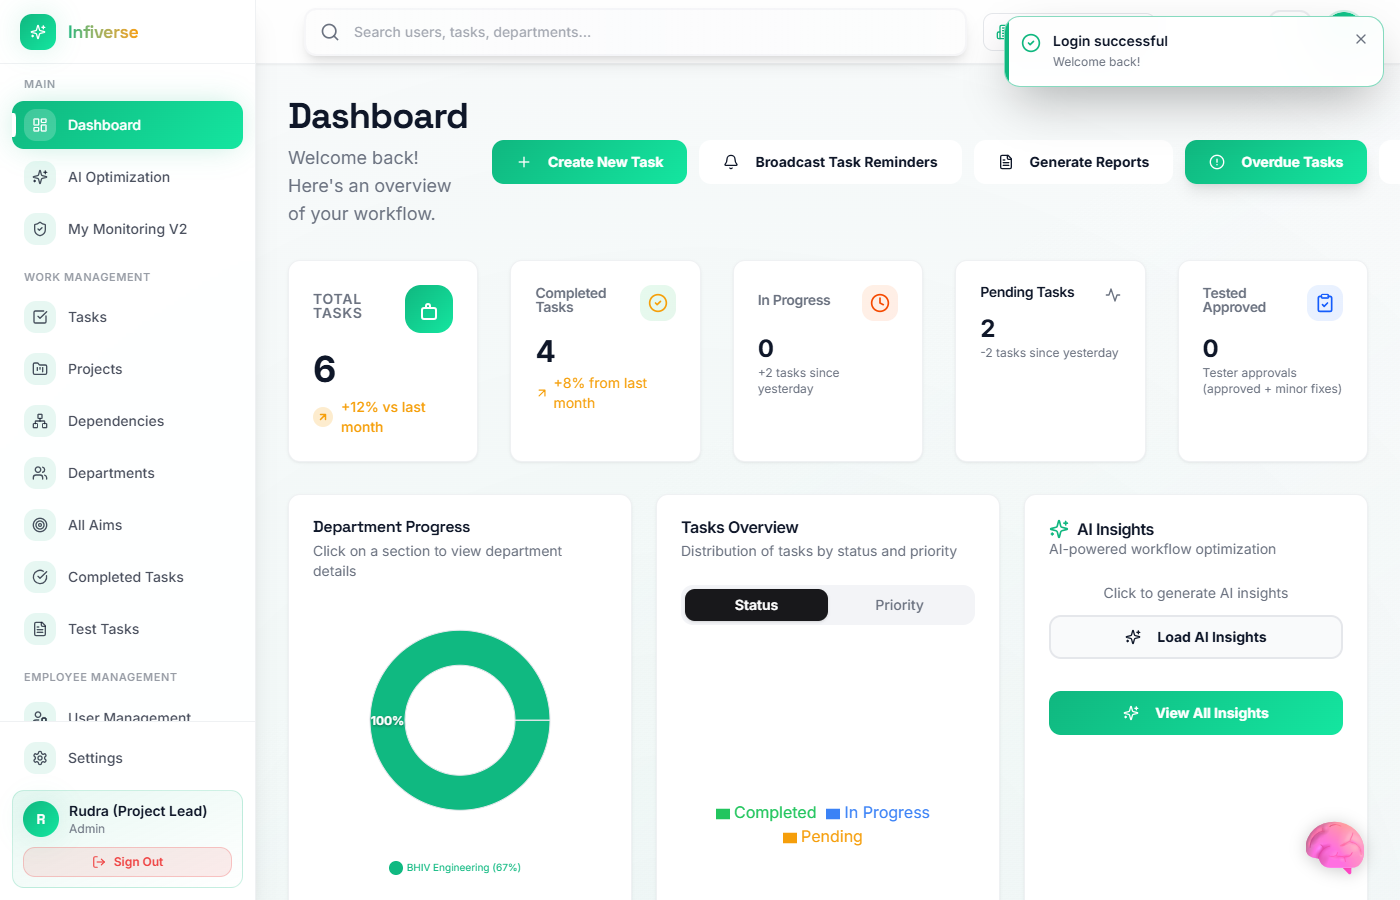 Infiverse
Search users, tasks, departments...
Login successful
Welcome back!
MAIN
Dashboard
AI Optimization
My Monitoring V2
WORK MANAGEMENT
Tasks
Projects
Dependencies
Departments
All Aims
Completed Tasks
Test Tasks
EMPLOYEE MANAGEMENT
User Management
Settings
R
Rudra (Project Lead)
Admin
Sign Out
Dashboard
Welcome back!
Here's an overview
of your workflow.
Create New Task
Broadcast Task Reminders
Generate Reports
Overdue Tasks
TOTAL
TASKS
6
+12% vs last
month
Completed
Tasks
4
+8% from last
month
In Progress
0
+2 tasks since
yesterday
Pending Tasks
2
-2 tasks since yesterday
Tested
Approved
0
Tester approvals
(approved + minor fixes)
Department Progress
Click on a section to view department
details
100%
BHIV Engineering (67%)
Tasks Overview
Distribution of tasks by status and priority
Status
Priority
Completed
In Progress
Pending
AI Insights
AI-powered workflow optimization
Click to generate AI insights
Load AI Insights
View All Insights